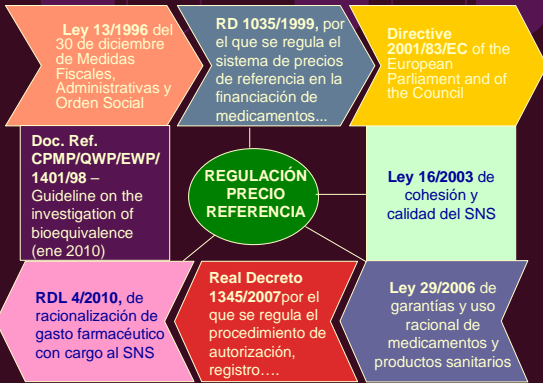 Ley 13/1996 del
30 de diciembre
de Medidas
Fiscales,
Administrativas y
Orden Social
RD 1035/1999, por
el que se regula el
sistema de precios
de referencia en la
financiación de
medicamentos...
Directive
2001/83/EC of the
European
Parliament and of
the Council
Doc. Ref.
CPMP/QWP/EWP/
1401/98 –
Guideline on the
investigation of
bioequivalence
(ene 2010)
REGULACIÓN
PRECIO
REFERENCIA
Ley 16/2003 de
cohesión y
calidad del SNS
RDL 4/2010, de
racionalización de
gasto farmacéutico
con cargo al SNS
Real Decreto
1345/2007por el
que se regula el
procedimiento de
autorización,
registro….
Ley 29/2006 de
garantías y uso
racional de
medicamentos y
productos sanitarios